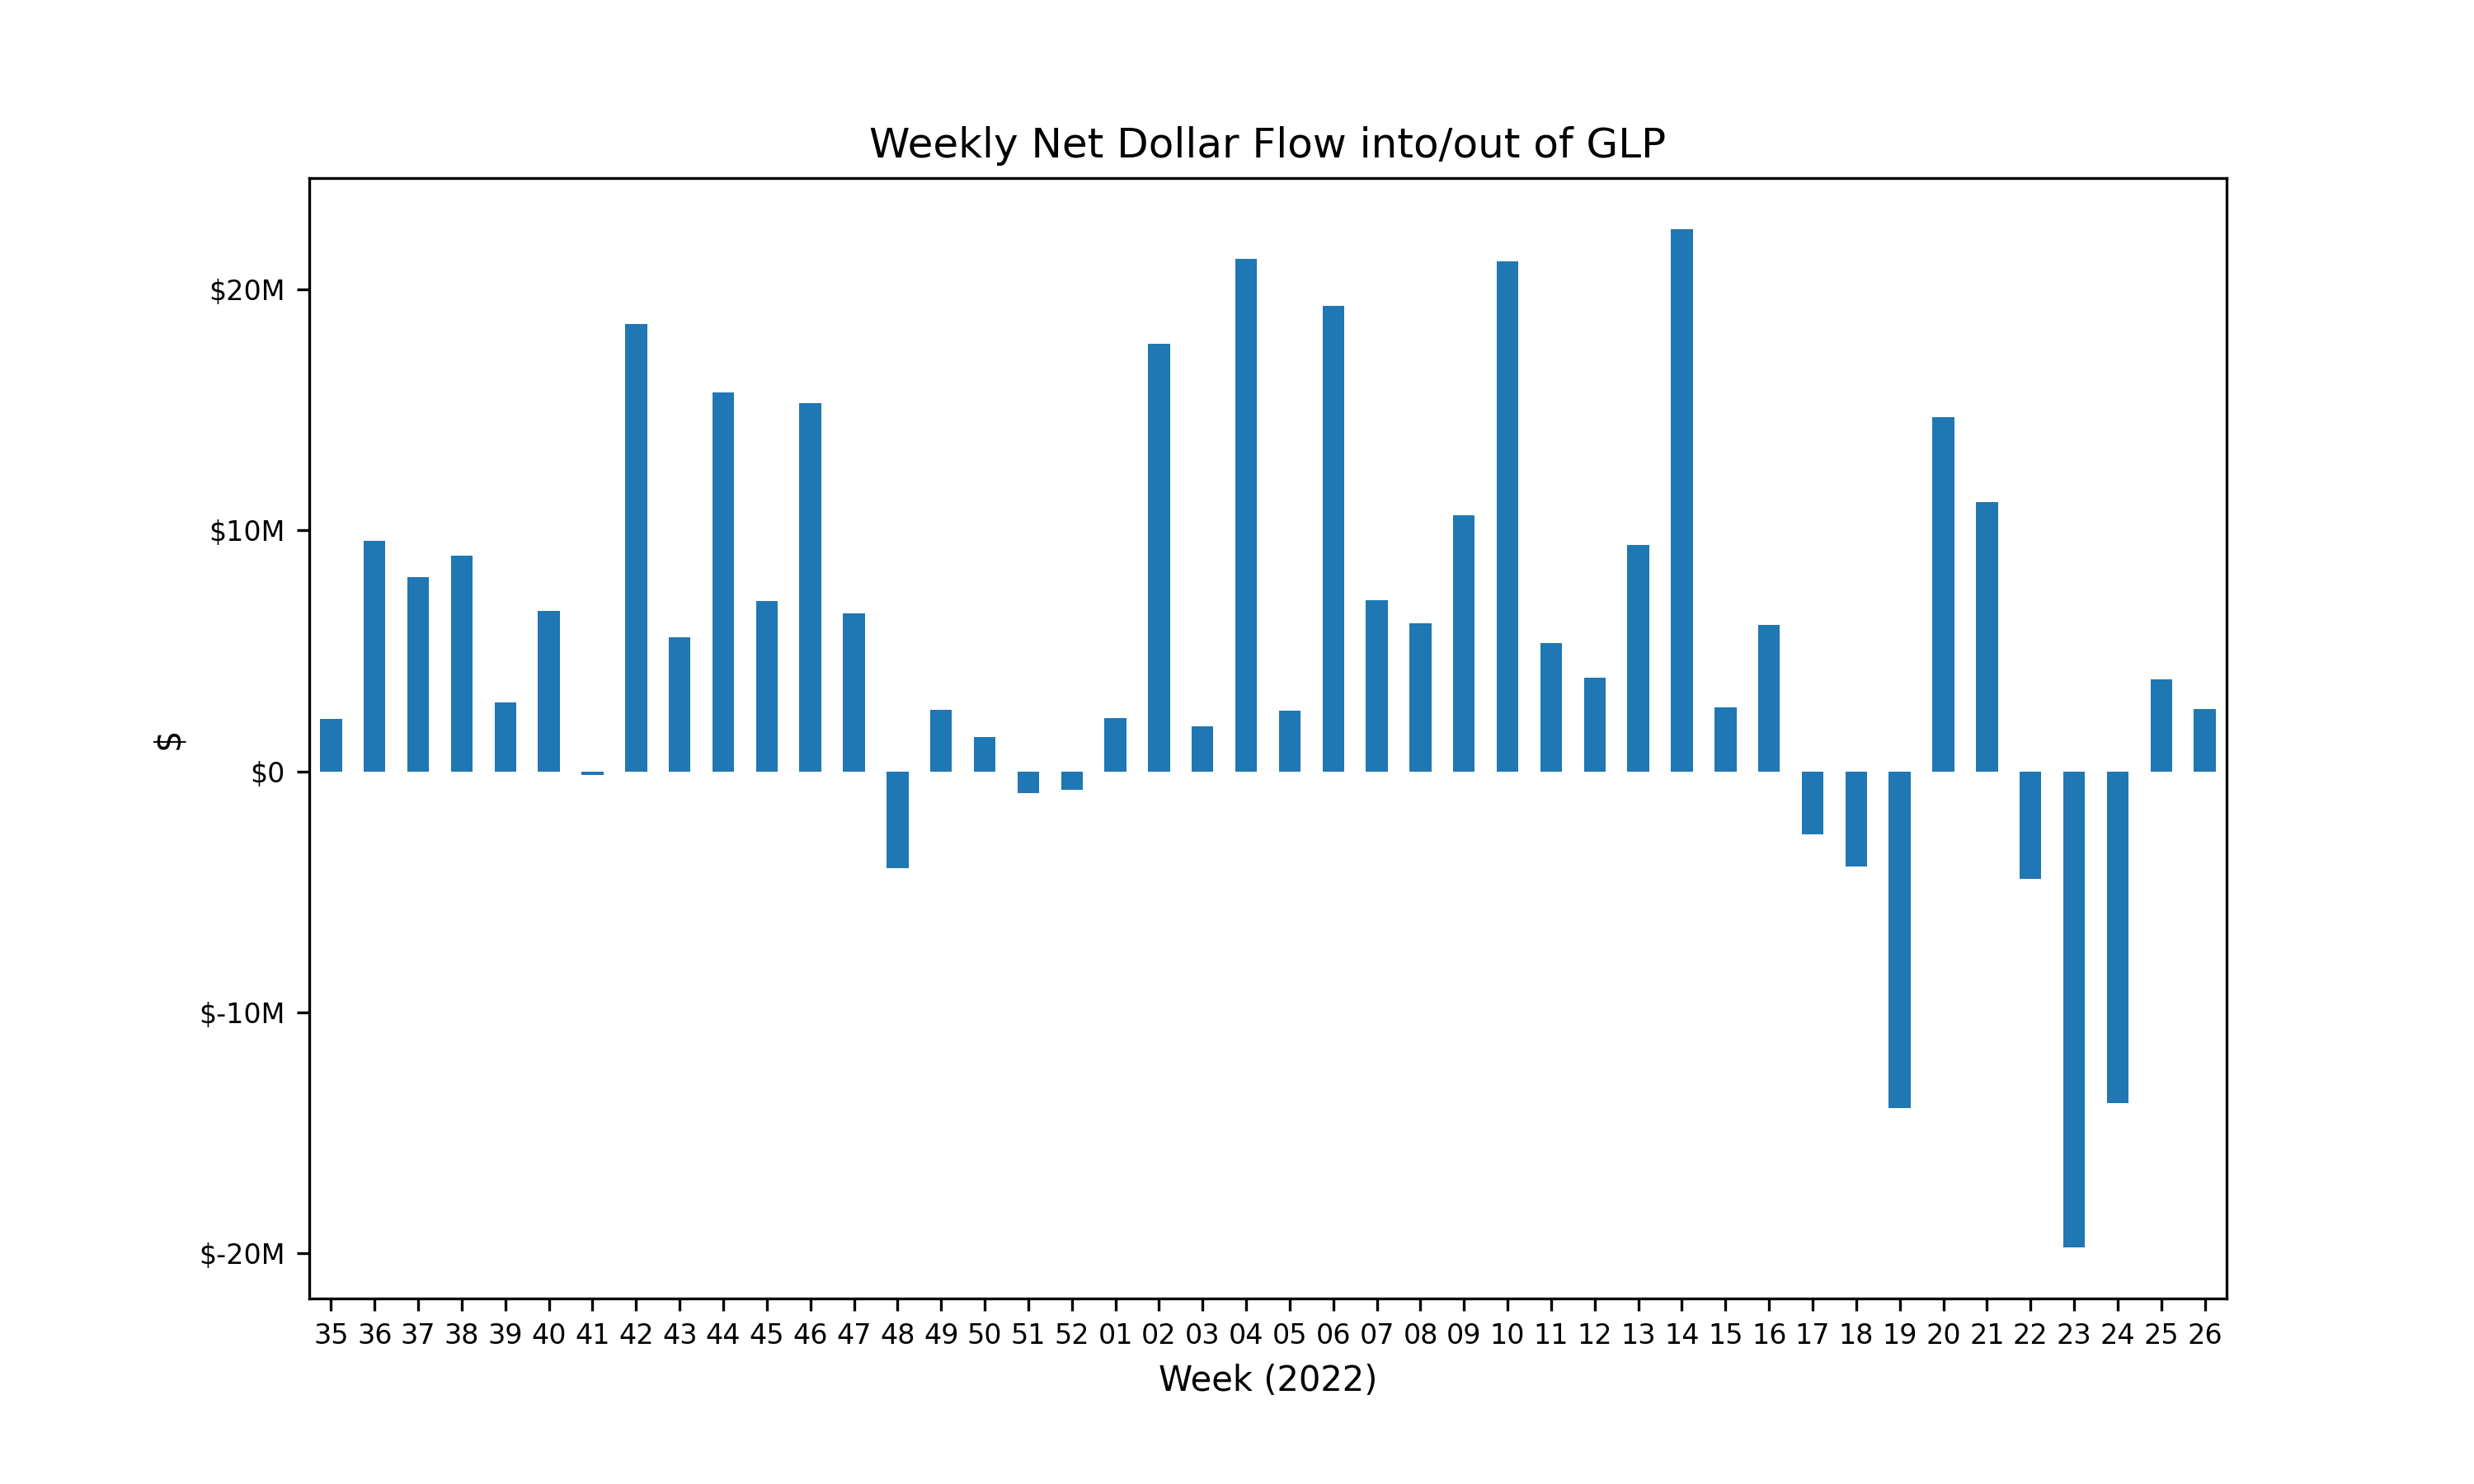 Weekly Net Dollar Flow into/out of GLP
$20M
$10M
$0
$-10M
$-20M
$
35 36 37 38 39 40 41 42 43 44 45 46 47 48 49 50 51 52 01 02 03 04 05 06 07 08 09 10 11 12 13 14 15 16 17 18 19 20 21 22 23 24 25 26
Week (2022)